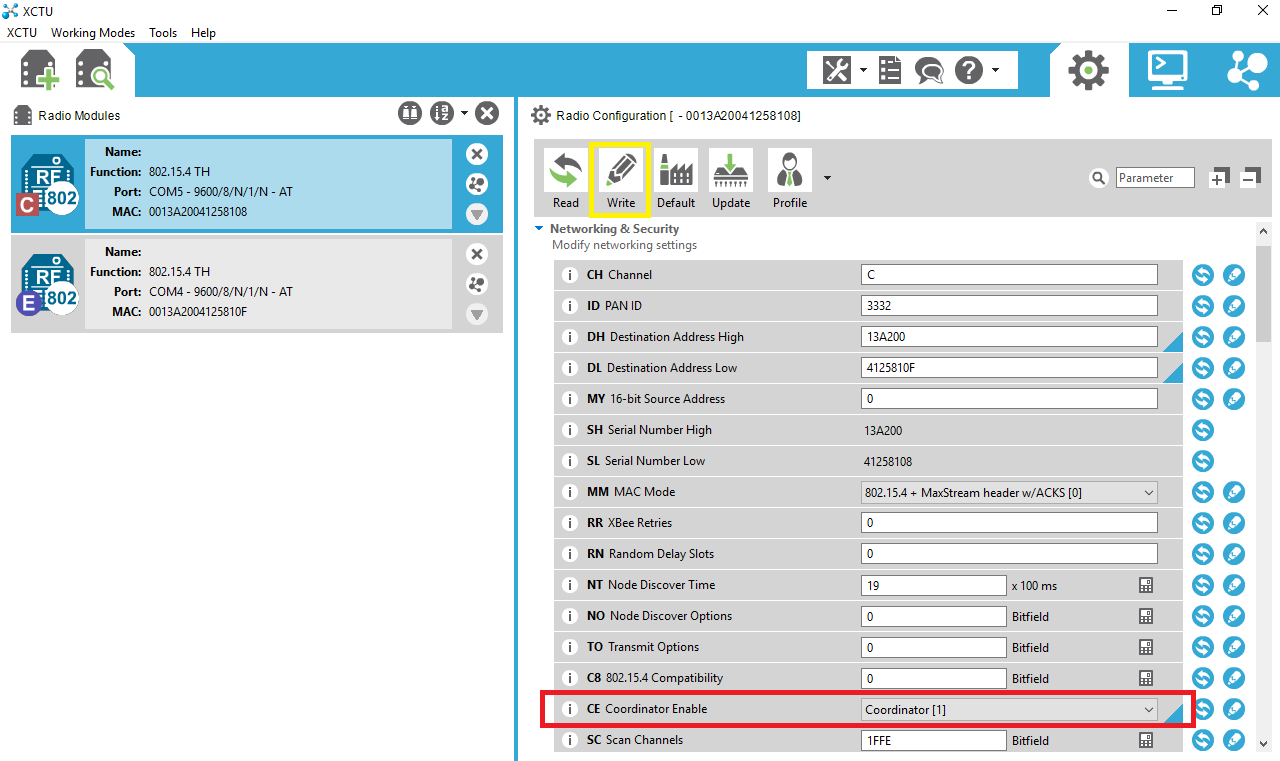 XCTU
XCTU Working Modes Tools Help
Radio Modules
Name:
Function: 802.15.4 TH
Port: COM5 - 9600/8/N/1/N - AT
MAC: 0013A20041258108
RF
802
C
Name:
Function: 802.15.4 TH
Port: COM4 - 9600/8/N/1/N - AT
MAC: 0013A2004125810F
RF
802
E
Radio Configuration [ - 0013A20041258108]
Read Write Default Update Profile
Parameter
Networking & Security
Modify networking settings
i CH Channel C
i ID PAN ID 3332
i DH Destination Address High 13A200
i DL Destination Address Low 4125810F
i MY 16-bit Source Address 0
i SH Serial Number High 13A200
i SL Serial Number Low 41258108
i MM MAC Mode 802.15.4 + MaxStream header w/ACKS [0]
i RR XBee Retries 0
i RN Random Delay Slots 0
i NT Node Discover Time 19 x 100 ms
i NO Node Discover Options 0 Bitfield
i TO Transmit Options 0 Bitfield
i C8 802.15.4 Compatibility 0 Bitfield
i CE Coordinator Enable Coordinator [1]
i SC Scan Channels 1FFE Bitfield